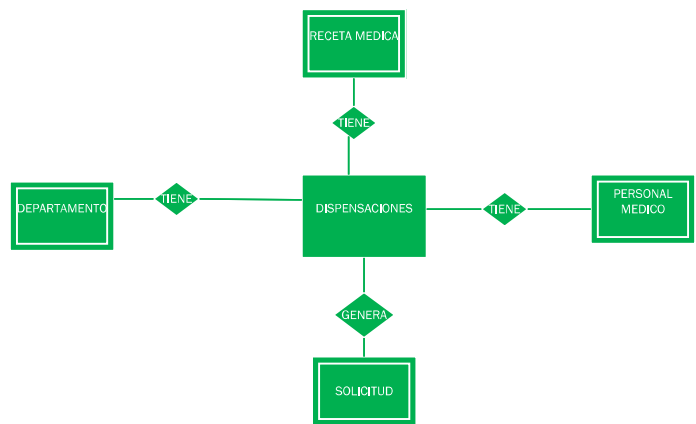 RECETA MEDICA
TIENE
DEPARTAMENTO
TIENE
DISPENSACIONES
TIENE
PERSONAL
MEDICO
GENERA
SOLICITUD